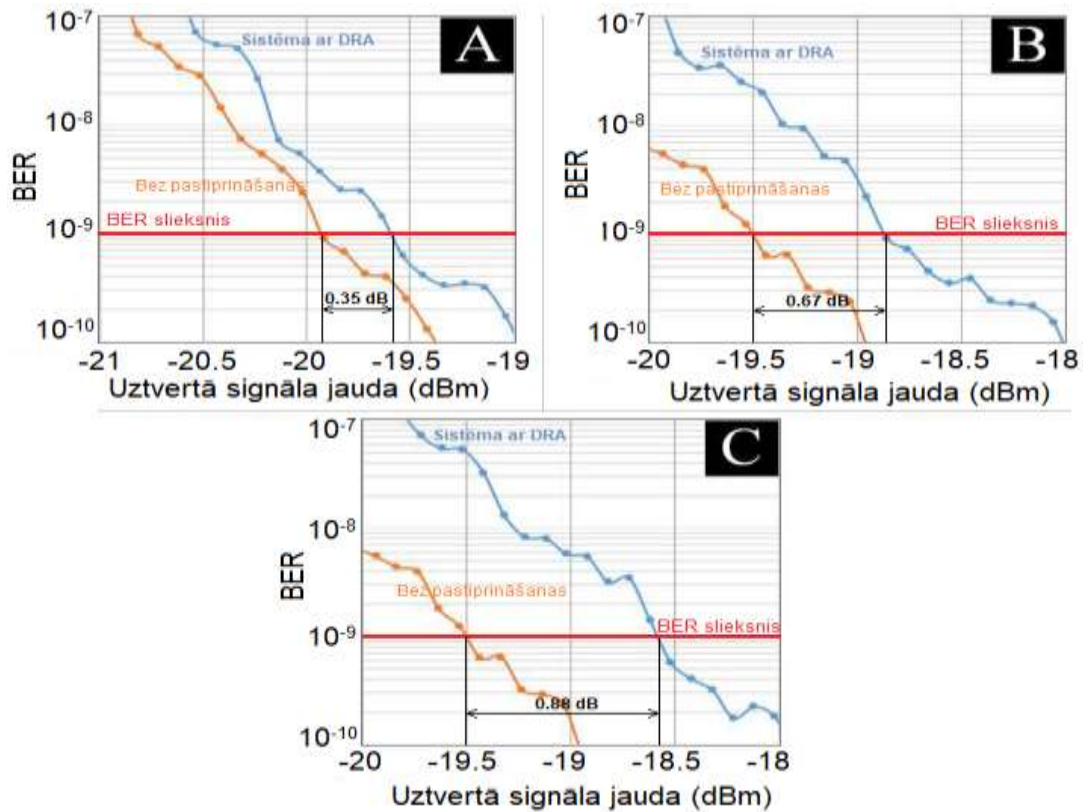 A
10-7
10-8
10-9
10-10
BER
Sistēma ar DRA
Bez pastiprināšanas
BER slieksnis
0.35 dB
-21 -20.5 -20 -19.5 -19
Uztvertā signāla jauda (dBm)
B
10-7
10-8
10-9
10-10
BER
Sistēma ar DRA
Bez pastiprināšanas
BER slieksnis
0.67 dB
-20 -19.5 -19 -18.5 -18
Uztvertā signāla jauda (dBm)
C
10-7
10-8
10-9
10-10
BER
Sistēma ar DRA
Bez pastiprināšanas
BER slieksnis
0.88 dB
-20 -19.5 -19 -18.5 -18
Uztvertā signāla jauda (dBm)